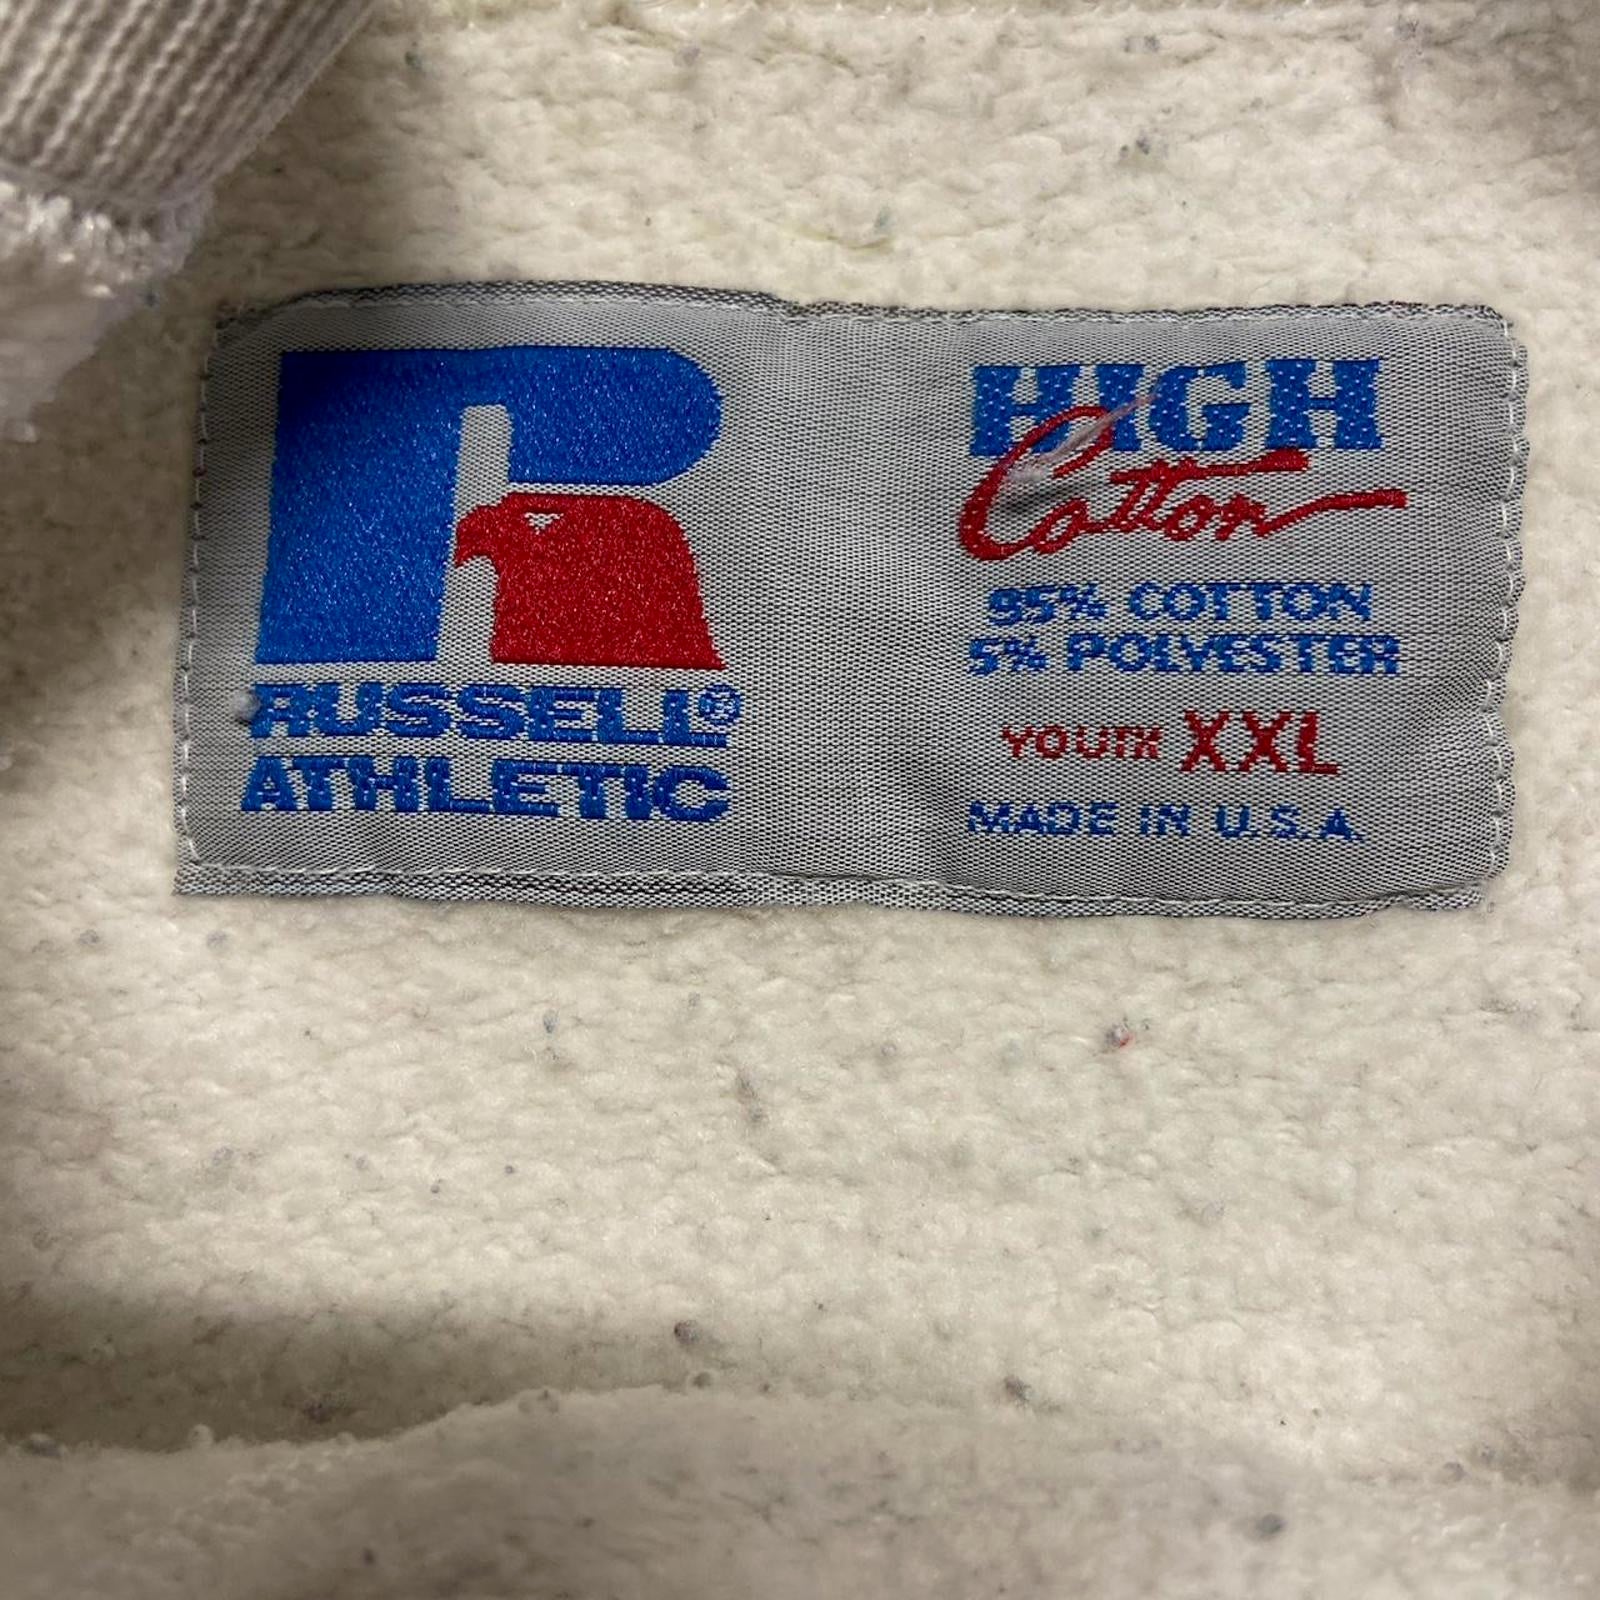 RUSSELL®
ATHLETIC
HIGH
Cotton
95% COTTON
5% POLYESTER
YOUTH XXL
MADE IN U.S.A.